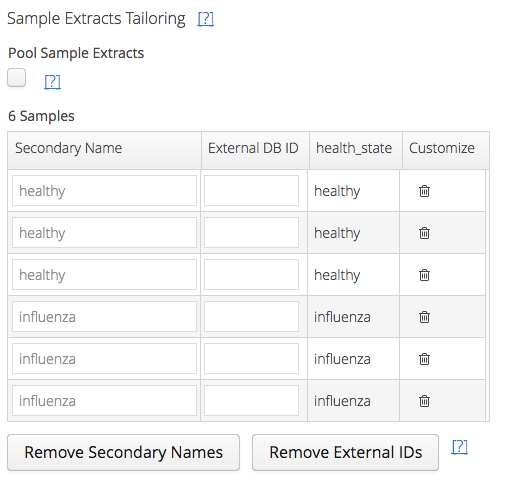 Sample Extracts Tailoring [?]
Pool Sample Extracts
[?]
6 Samples
Secondary Name External DB ID health_state Customize
healthy healthy
healthy healthy
healthy healthy
influenza influenza
influenza influenza
influenza influenza
Remove Secondary Names Remove External IDs [?]